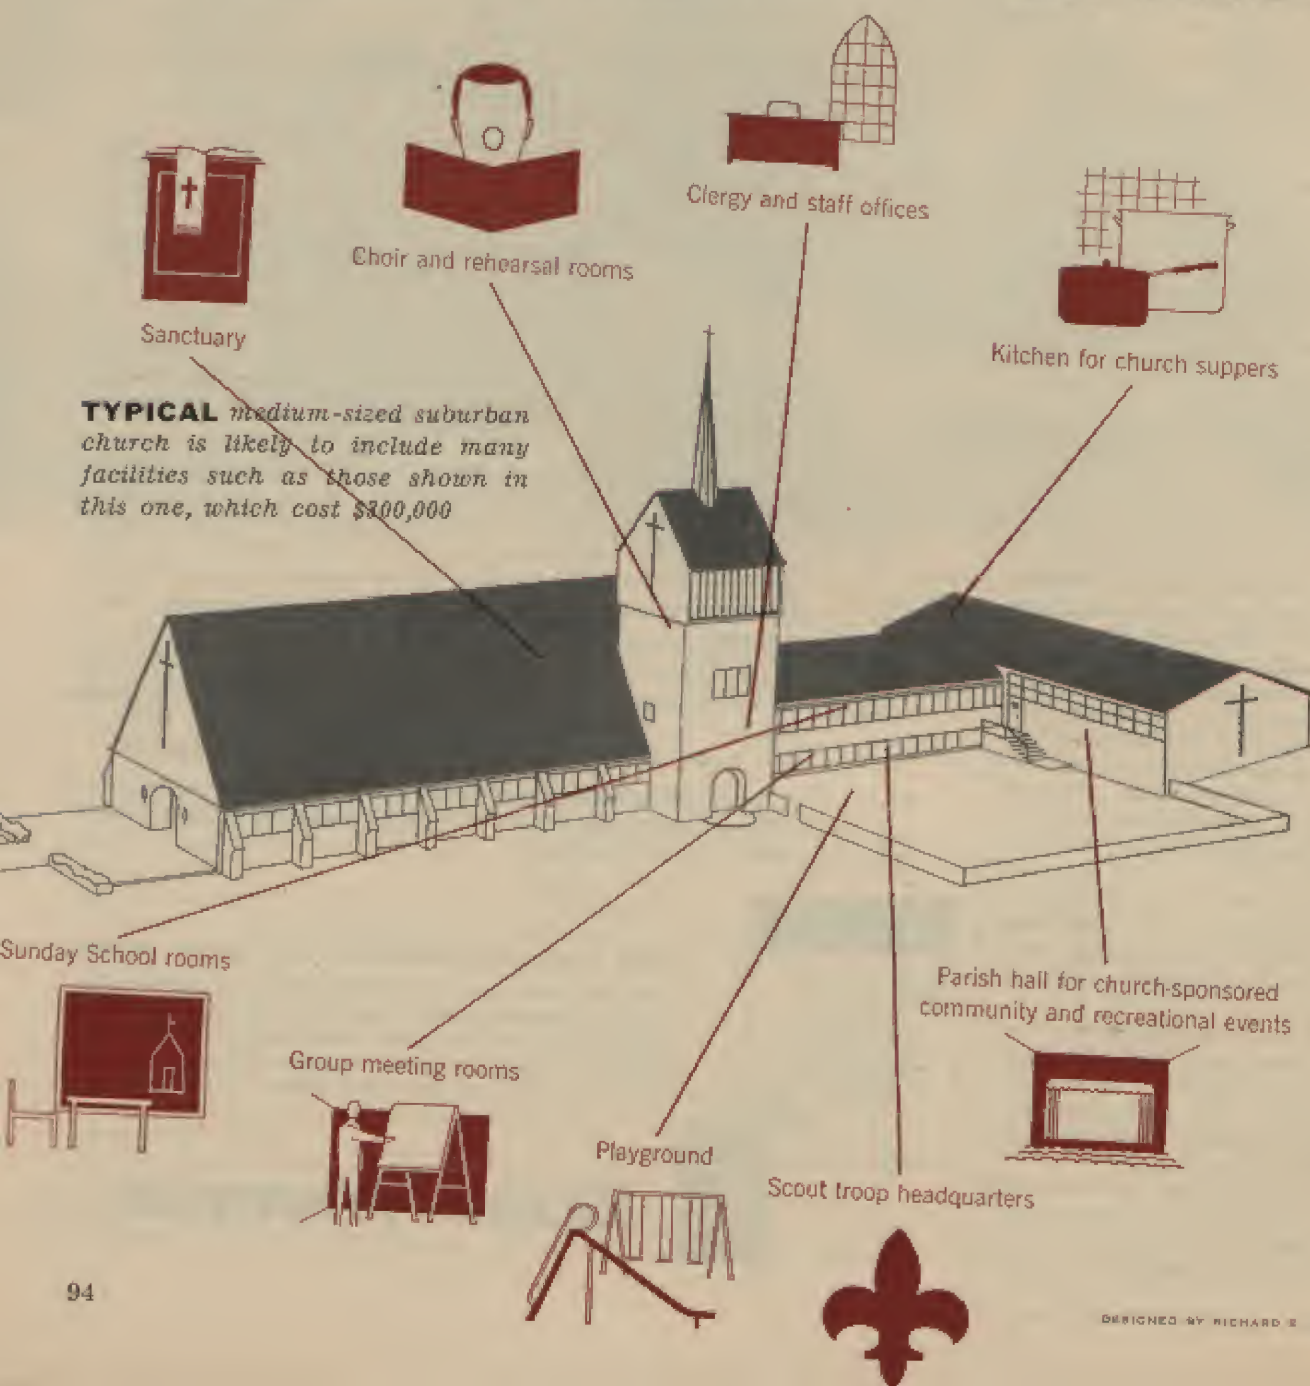 Clergy and staff offices
Choir and rehearsal rooms
Sanctuary
Kitchen for church suppers
TYPICAL medium-sized suburban
church is likely to include many
facilities such as those shown in
this one, which cost $300,000
Sunday School rooms
Group meeting rooms
Playground
Scout troop headquarters
Parish hall for church-sponsored
community and recreational events
94
DESIGNED BY RICHARD E